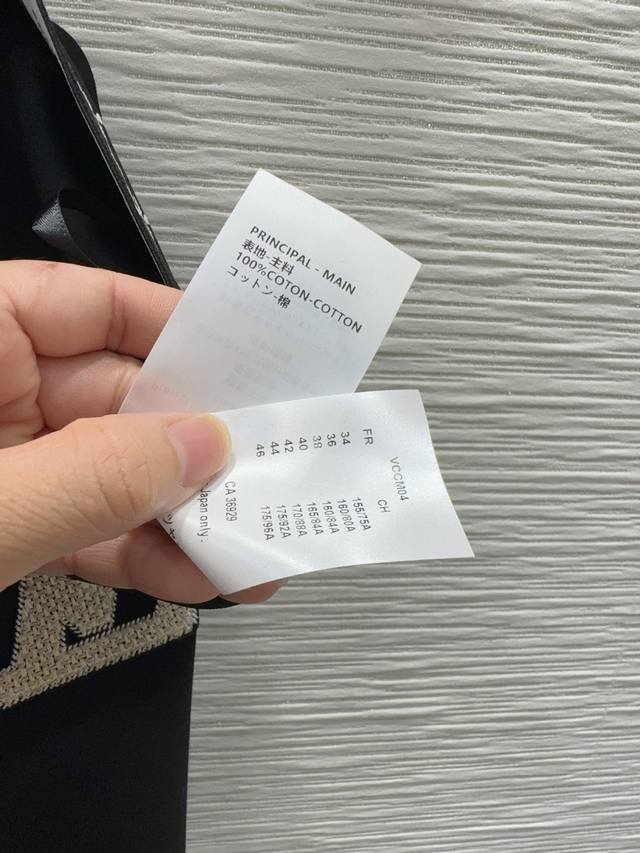 PRINCIPAL - MAIN
表地-主料
100%COTON-COTTON
コットン-棉
VCCM04
FR CH
34 155/75A
36 160/80A
38 160/84A
40 165/84A
42 170/88A
44 175/92A
46 175/96A
CA 36929
Japan only: